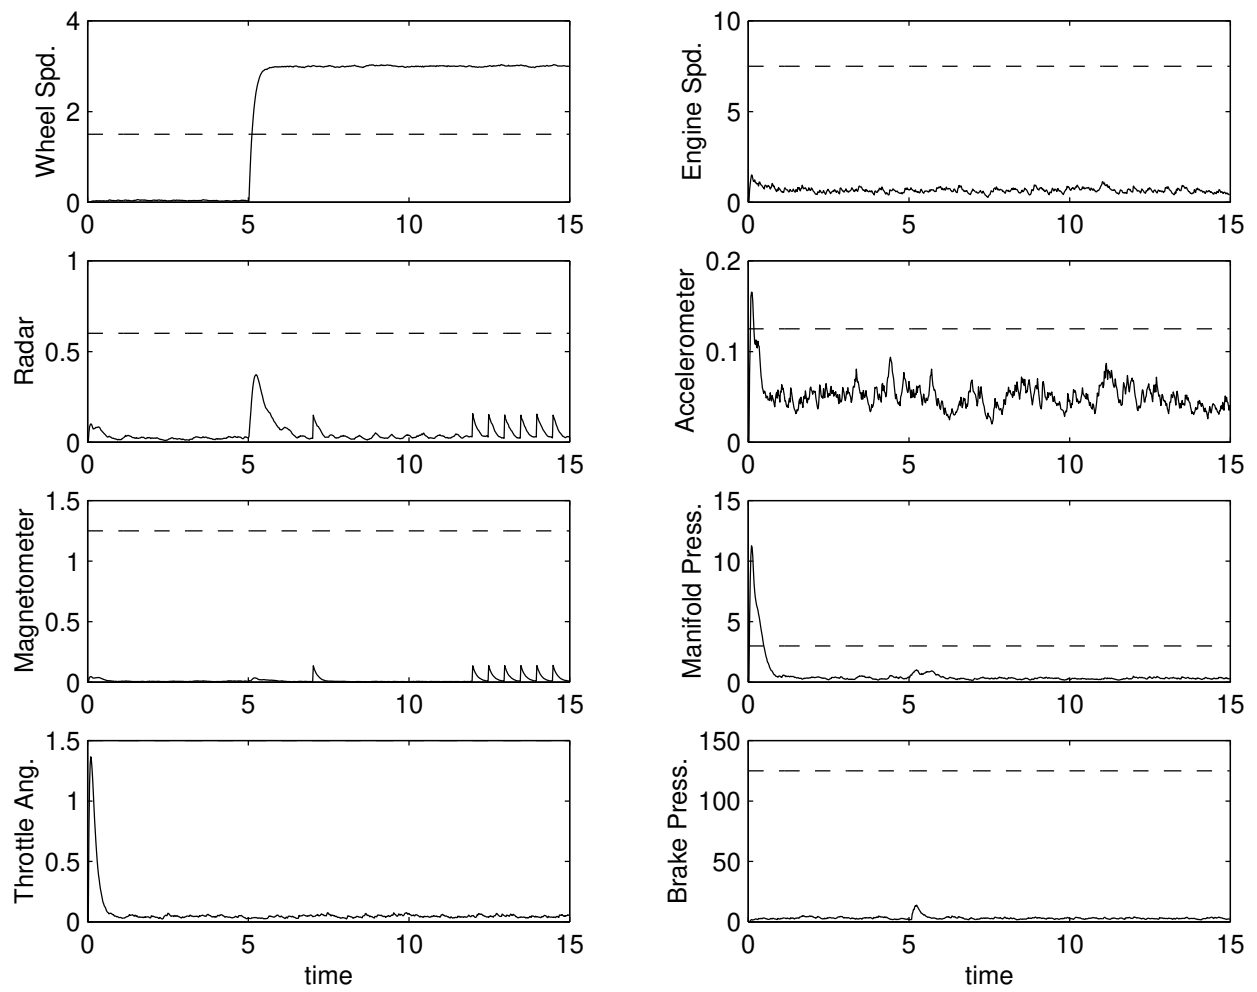 Wheel Spd.
4
2
0
0 5 10 15
Engine Spd.
10
5
0
0 5 10 15
Radar
1
0.5
0
0 5 10 15
Accelerometer
0.2
0.1
0
0 5 10 15
Magnetometer
1.5
1
0.5
0
0 5 10 15
Manifold Press.
15
10
5
0
0 5 10 15
Throttle Ang.
1.5
1
0.5
0
0 5 10 15
time
Brake Press.
150
100
50
0
0 5 10 15
time